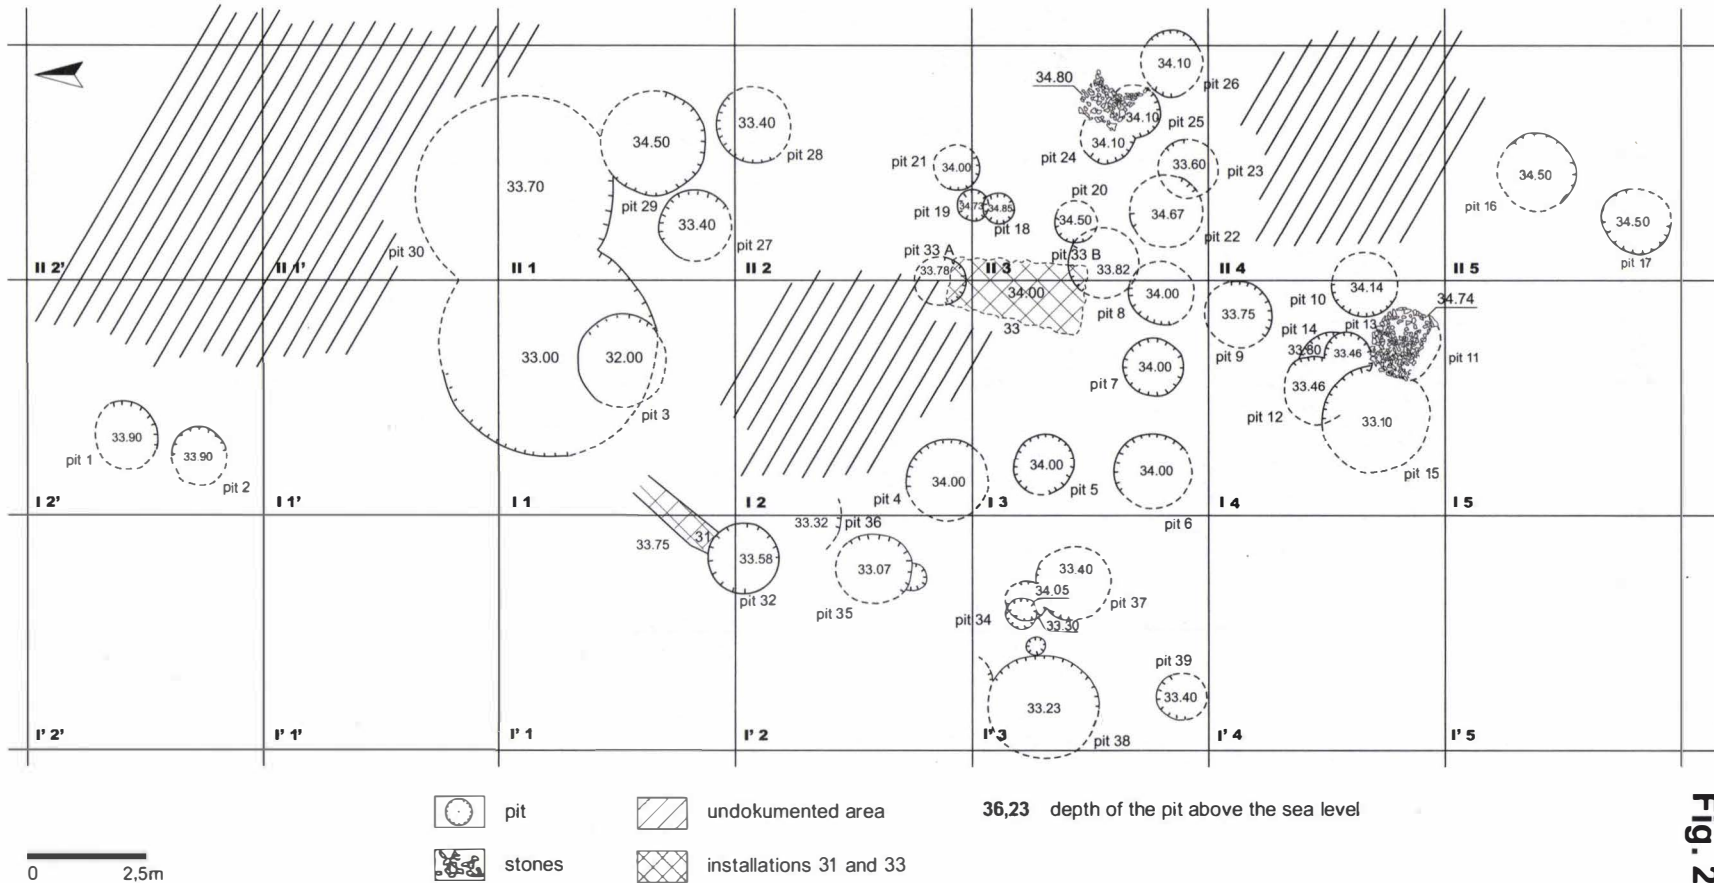 34.10
34.80
pit 26
34.10
pit 25
34.10
pit 24
34.50
33.40
pit 28
33.70
pit 29
33.40
pit 27
pit 30
pit 21
34.00
pit 20
33.60
pit 23
pit 19
34.73
34.85
pit 18
34.50
34.67
pit 22
pit 33 A
pit 33 B
33.78
33.82
34.50
pit 16
34.50
pit 17
II 2'
II 1'
II 1
II 2
II 3
II 4
II 5
34.00
33
34.00
pit 8
33.75
pit 9
pit 10
34.14
34.74
pit 14
pit 13
33.80
33.46
pit 11
33.46
pit 12
33.10
pit 15
33.00
32.00
pit 3
pit 7
34.00
33.90
pit 1
33.90
pit 2
34.00
pit 4
34.00
pit 5
34.00
pit 6
I 2'
I 1'
I 1
I 2
I 3
I 4
I 5
33.75
31
33.58
pit 32
33.32
pit 36
33.07
pit 35
33.40
34.05
pit 37
pit 34
33.30
pit 39
33.40
33.23
pit 38
I' 2'
I' 1'
I' 1
I' 2
I' 3
I' 4
I' 5
pit
undokumented area
36,23 depth of the pit above the sea level
stones
installations 31 and 33
0 2,5m
Fig. 2